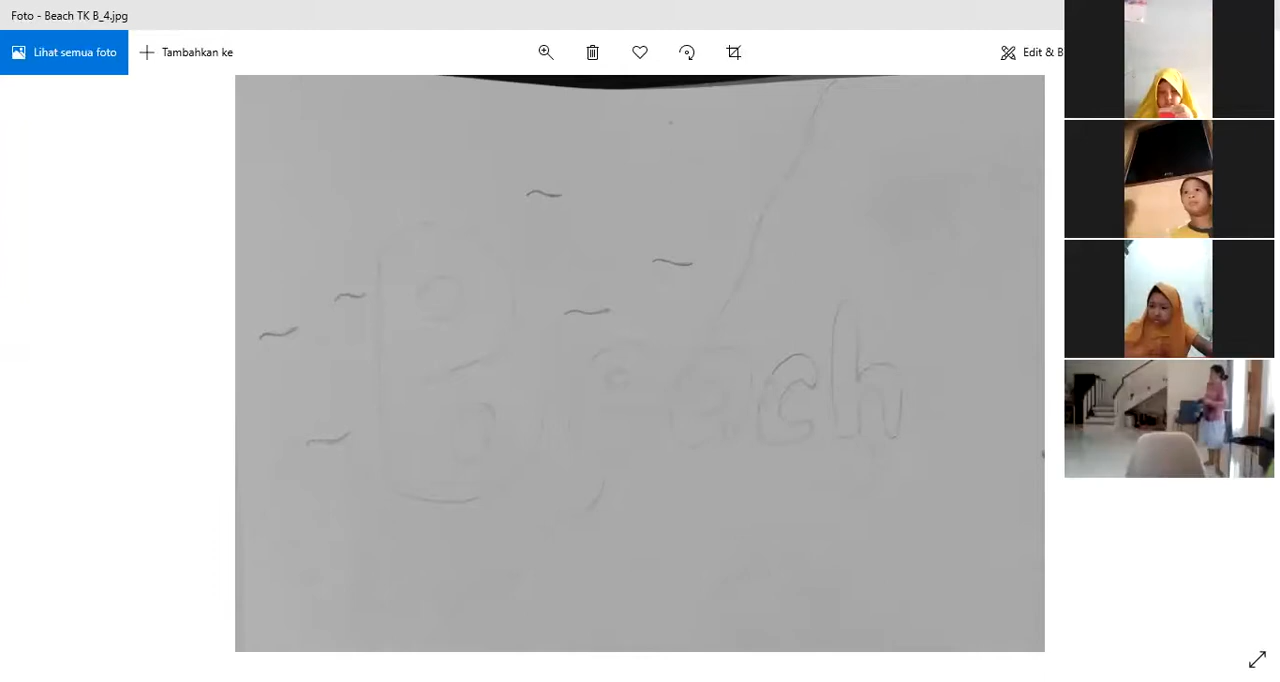 Foto - Beach TK B_4.jpg
Lihat semua foto
Tambahkan ke
Edit & B
Beach